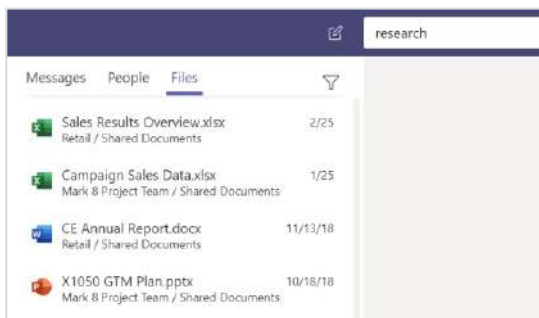 research
Messages People Files
Sales Results Overview.xlsx 2/25
Retail / Shared Documents
Campaign Sales Data.xlsx 1/25
Mark 8 Project Team / Shared Documents
CE Annual Report.docx 11/13/18
Retail / Shared Documents
X1050 GTM Plan.pptx 10/18/18
Mark 8 Project Team / Shared Documents